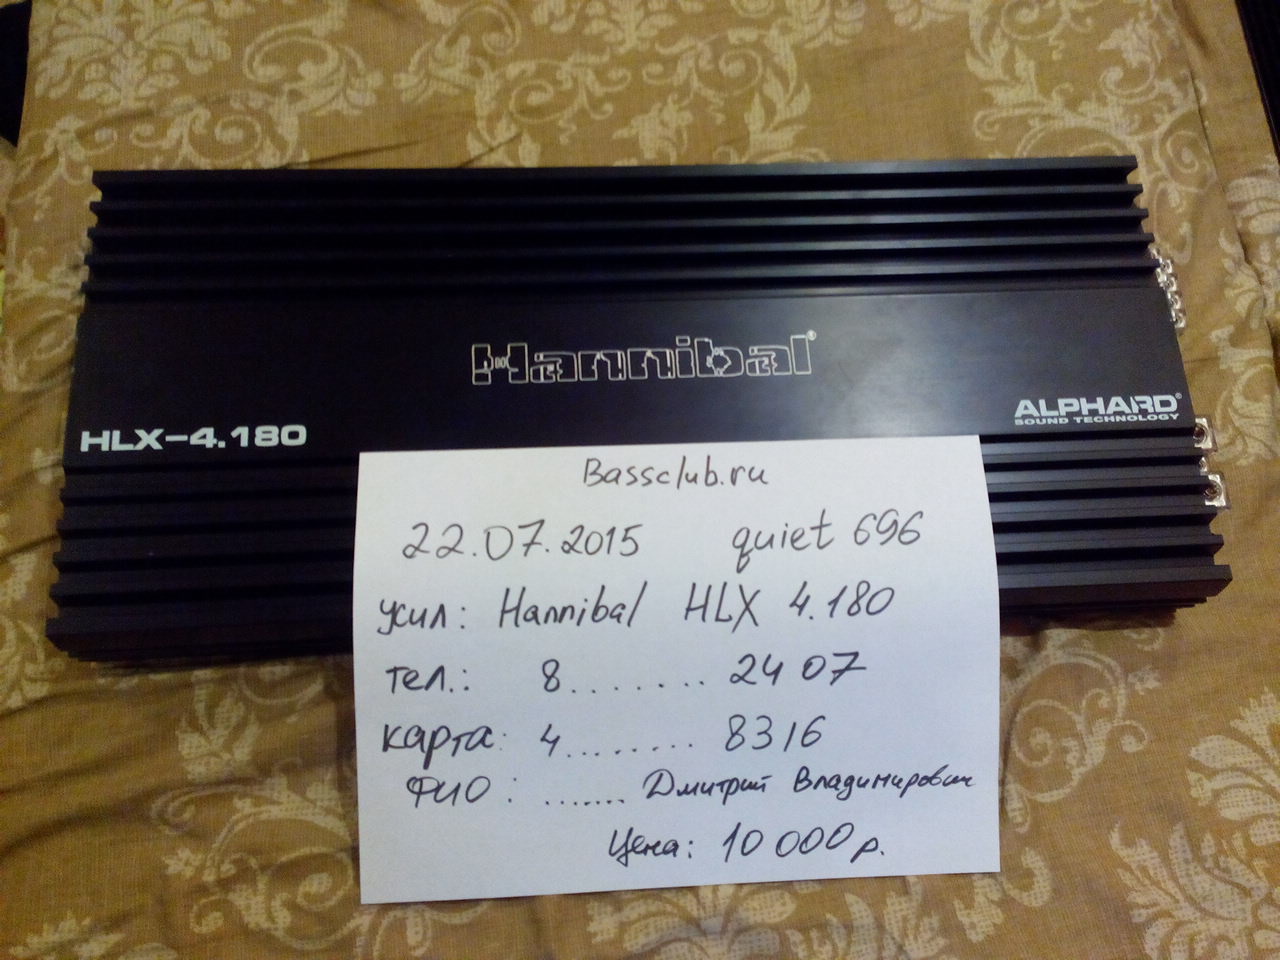 Hannibal®
HLX-4.180
ALPHARD®
SOUND TECHNOLOGY
Bassclub.ru
22.07.2015 quiet 696
усил: Hannibal HLX 4.180
тел.: 8....... 24 07
карта: 4........ 8316
ФИО: ....... Дмитрий Владимирович
Цена: 10 000 р.